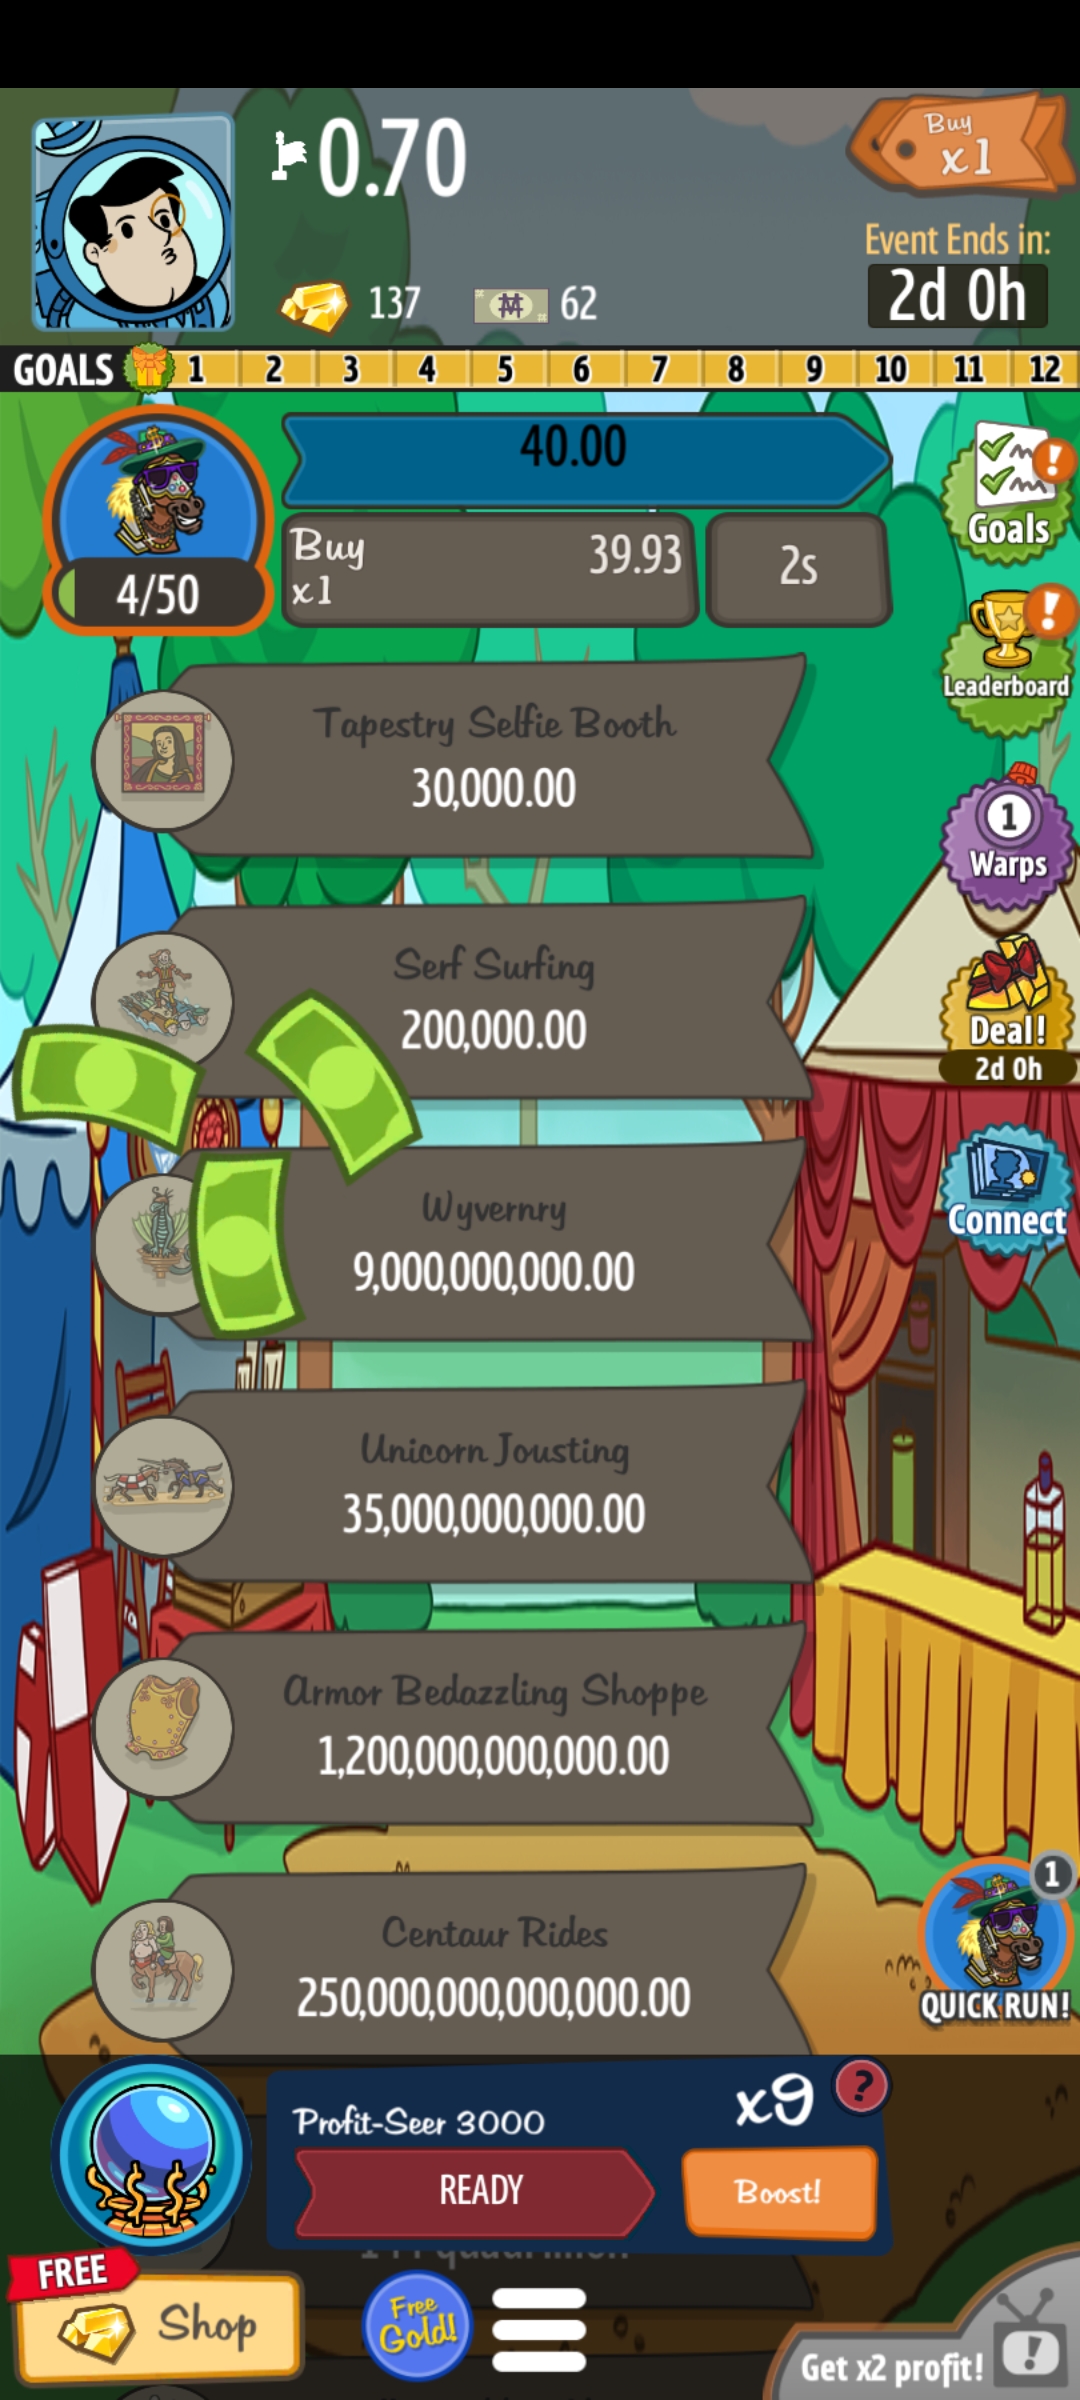 0.70
Buy
x1
137
62
Event Ends in:
2d 0h
GOALS 1 2 3 4 5 6 7 8 9 10 11 12
40.00
Buy
x1
39.93
2s
4/50
Goals
Leaderboard
Tapestry Selfie Booth
30,000.00
1
Warps
Serf Surfing
200,000.00
Deal!
2d 0h
Wyvernry
9,000,000,000.00
Connect
Unicorn Jousting
35,000,000,000.00
Armor Bedazzling Shoppe
1,200,000,000,000.00
Centaur Rides
250,000,000,000,000.00
1
QUICK RUN!
Profit-Seer 3000
x9
?
READY
Boost!
FREE
Shop
Free
Gold!
Get x2 profit!